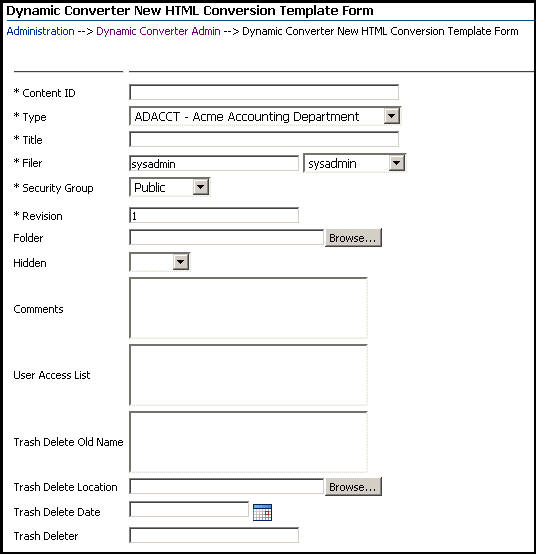 Dynamic Converter New HTML Conversion Template Form
Administration --> Dynamic Converter Admin --> Dynamic Converter New HTML Conversion Template Form
* Content ID
* Type ADACCT - Acme Accounting Department
* Title
* Filer sysadmin sysadmin
* Security Group Public
* Revision 1
Folder Browse...
Hidden
Comments
User Access List
Trash Delete Old Name
Trash Delete Location Browse...
Trash Delete Date
Trash Deleter